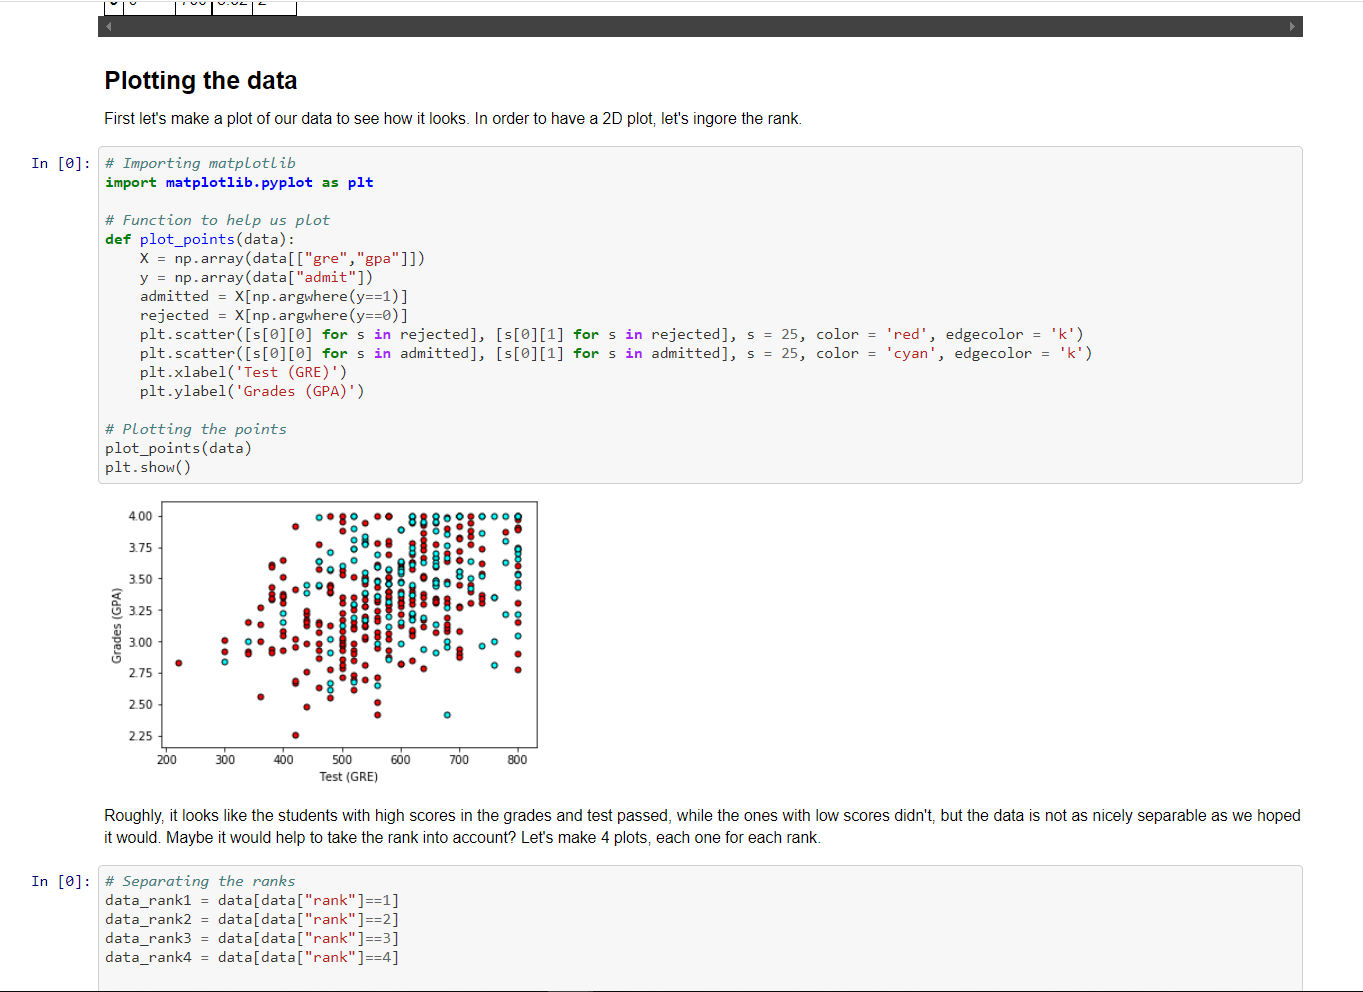 Plotting the data
First let's make a plot of our data to see how it looks. In order to have a 2D plot, let's ingore the rank.
In [0]:
# Importing matplotlib
import matplotlib.pyplot as plt
# Function to help us plot
def plot_points(data):
    X = np.array(data[["gre","gpa"]])
    y = np.array(data["admit"])
    admitted = X[np.argwhere(y==1)]
    rejected = X[np.argwhere(y==0)]
    plt.scatter([s[0][0] for s in rejected], [s[0][1] for s in rejected], s = 25, color = 'red', edgecolor = 'k')
    plt.scatter([s[0][0] for s in admitted], [s[0][1] for s in admitted], s = 25, color = 'cyan', edgecolor = 'k')
    plt.xlabel('Test (GRE)')
    plt.ylabel('Grades (GPA)')
# Plotting the points
plot_points(data)
plt.show()
4.00
3.75
3.50
3.25
3.00
2.75
2.50
2.25
Grades (GPA)
200 300 400 500 600 700 800
Test (GRE)
Roughly, it looks like the students with high scores in the grades and test passed, while the ones with low scores didn't, but the data is not as nicely separable as we hoped
it would. Maybe it would help to take the rank into account? Let's make 4 plots, each one for each rank.
In [0]:
# Separating the ranks
data_rank1 = data[data["rank"]==1]
data_rank2 = data[data["rank"]==2]
data_rank3 = data[data["rank"]==3]
data_rank4 = data[data["rank"]==4]